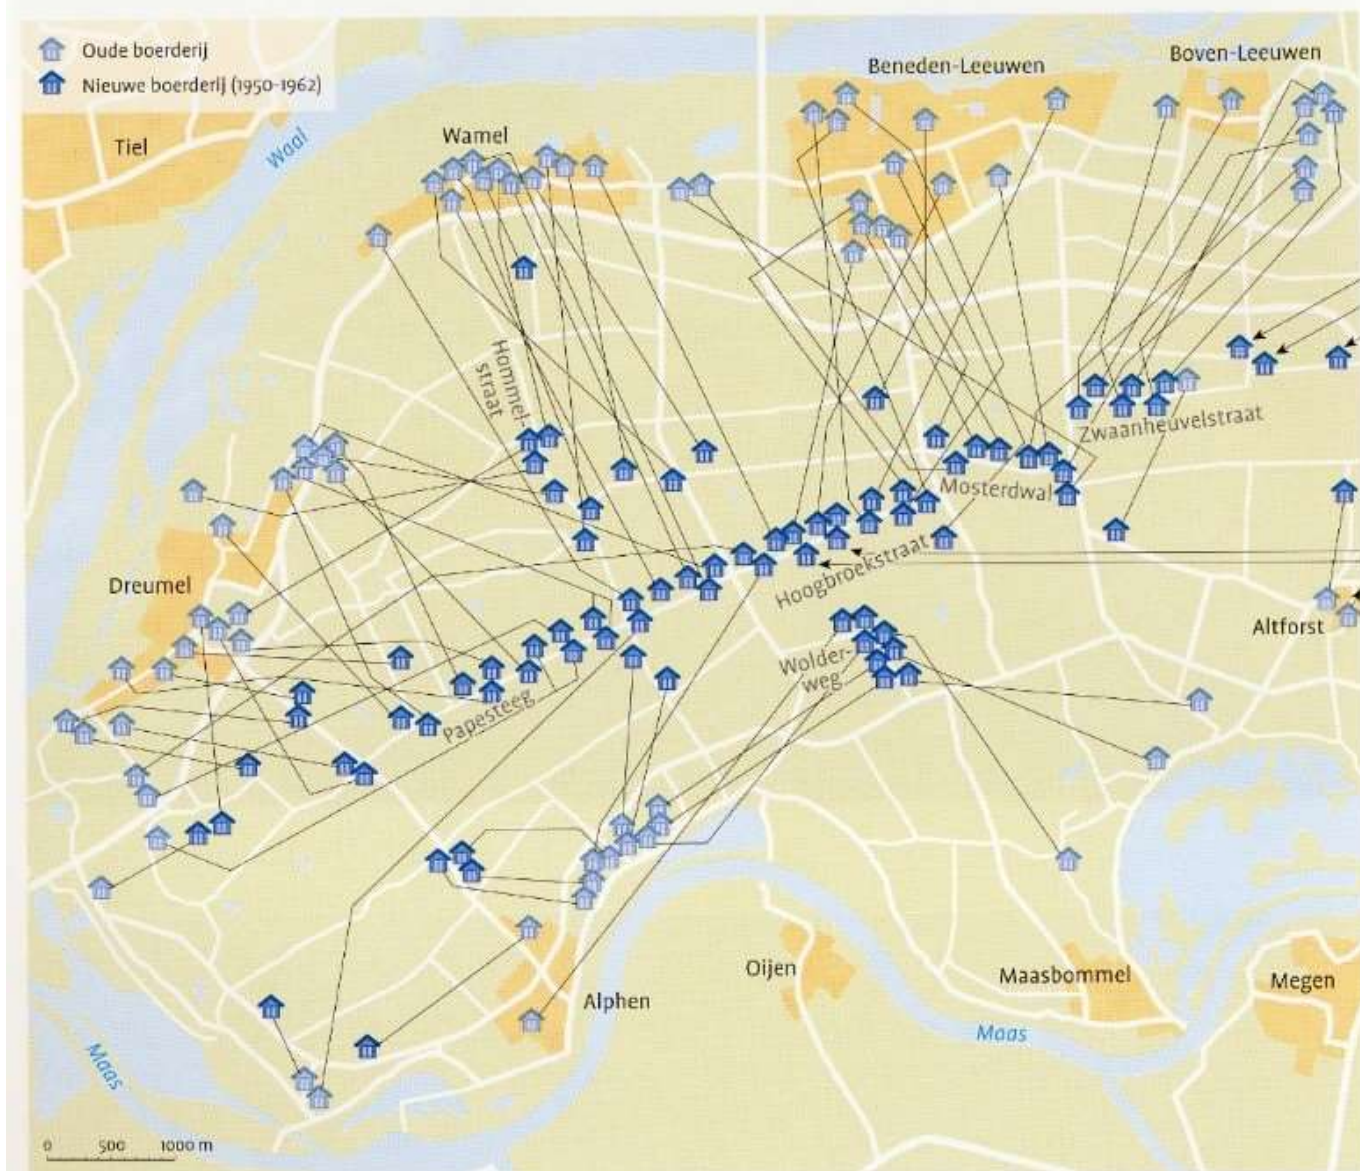 Oude boerderij
Nieuwe boerderij (1950-1962)
Tiel
Waal
Wamel
Beneden-Leeuwen
Boven-Leeuwen
Hommel-
straat
Zwaanheuvelstraat
Mosterdwal
Hoogbroekstraat
Dreumel
Altforst
Wolder-
weg
Papesteeg
Alphen
Oijen
Maasbommel
Megen
Maas
Maas
0 500 1000 m